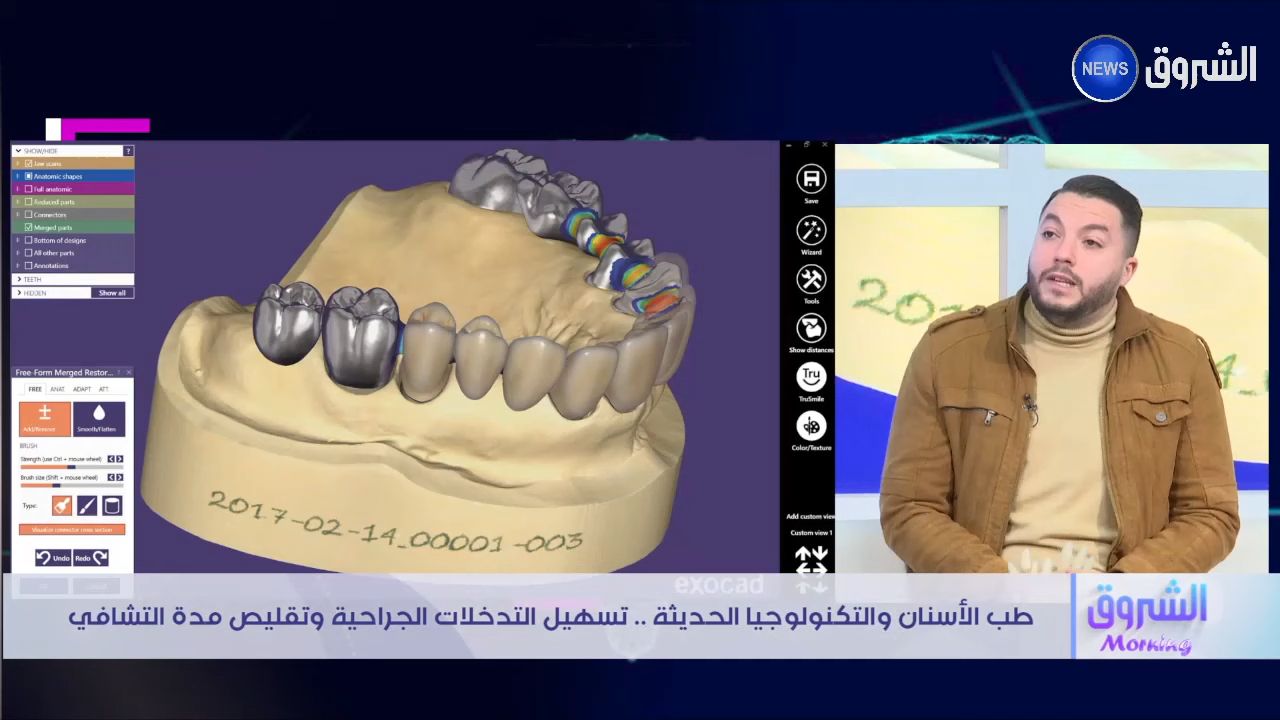 NEWS الشروق
SHOW/HIDE ?
Anatomic shapes
Full anatomic
Reduced parts
Connectors
Merged parts
Bottom of designs
All other parts
Annotations
TEETH
HIDDEN Show all
Save
Wizard
Tools
Show distances
Tru
TruSmile
Color/Texture
Add custom view
Custom view 1
Free-Form Merged Restor...
FREE ANAT. ADAPT ATT.
Add/Remove Smooth/Flatten
BRUSH
Strength (use Ctrl + mouse wheel)
Brush size (Shift + mouse wheel)
Type:
Visualize connector cross section
Undo Redo
2017-02-14_00001-003
201
exocad
طب الأسنان والتكنولوجيا الحديثة .. تسهيل التدخلات الجراحية وتقليص مدة التشافي
الشروق
Morning